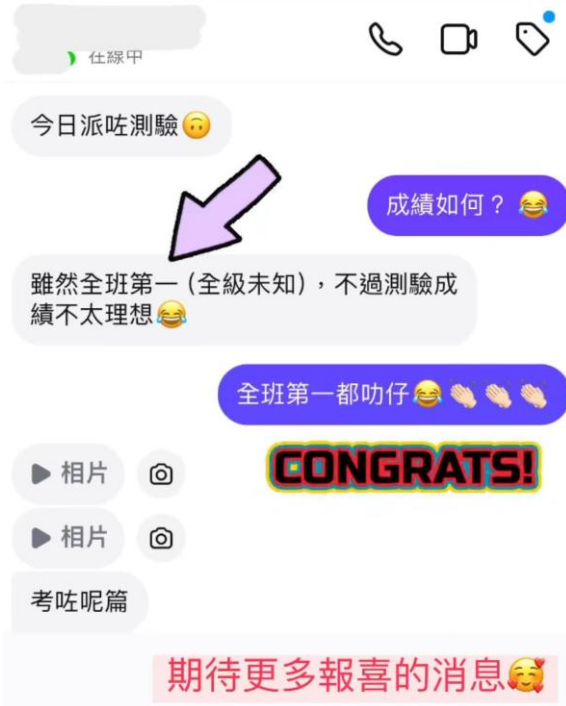 在線中
今日派咗測驗🙃
成績如何？ 😂
雖然全班第一 (全級未知)，不過測驗成
績不太理想😂
全班第一都叻仔😂👏🏻👏🏻👏🏻
CONGRATS!
相片
相片
考咗呢篇
期待更多報喜的消息🥰